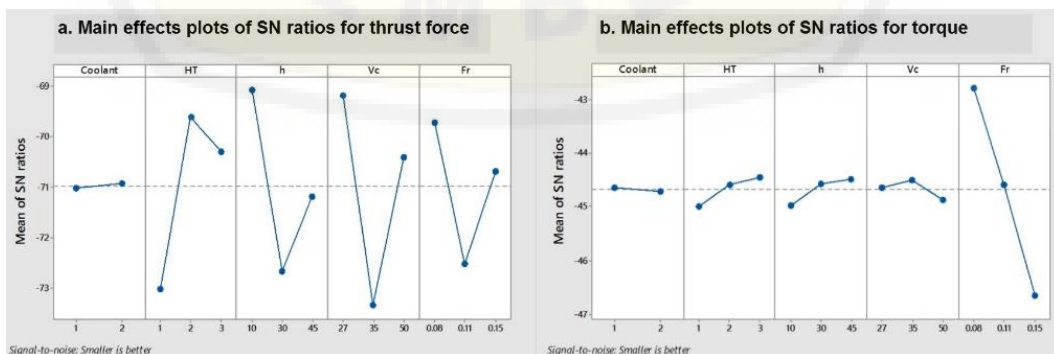 a. Main effects plots of SN ratios for thrust force
Coolant HT h Vc Fr
Mean of SN ratios
-69
-70
-71
-72
-73
1 2 1 2 3 10 30 45 27 35 50 0.08 0.11 0.15
Signal-to-noise: Smaller is better
b. Main effects plots of SN ratios for torque
Coolant HT h Vc Fr
Mean of SN ratios
-43
-44
-45
-46
-47
1 2 1 2 3 10 30 45 27 35 50 0.08 0.11 0.15
Signal-to-noise: Smaller is better